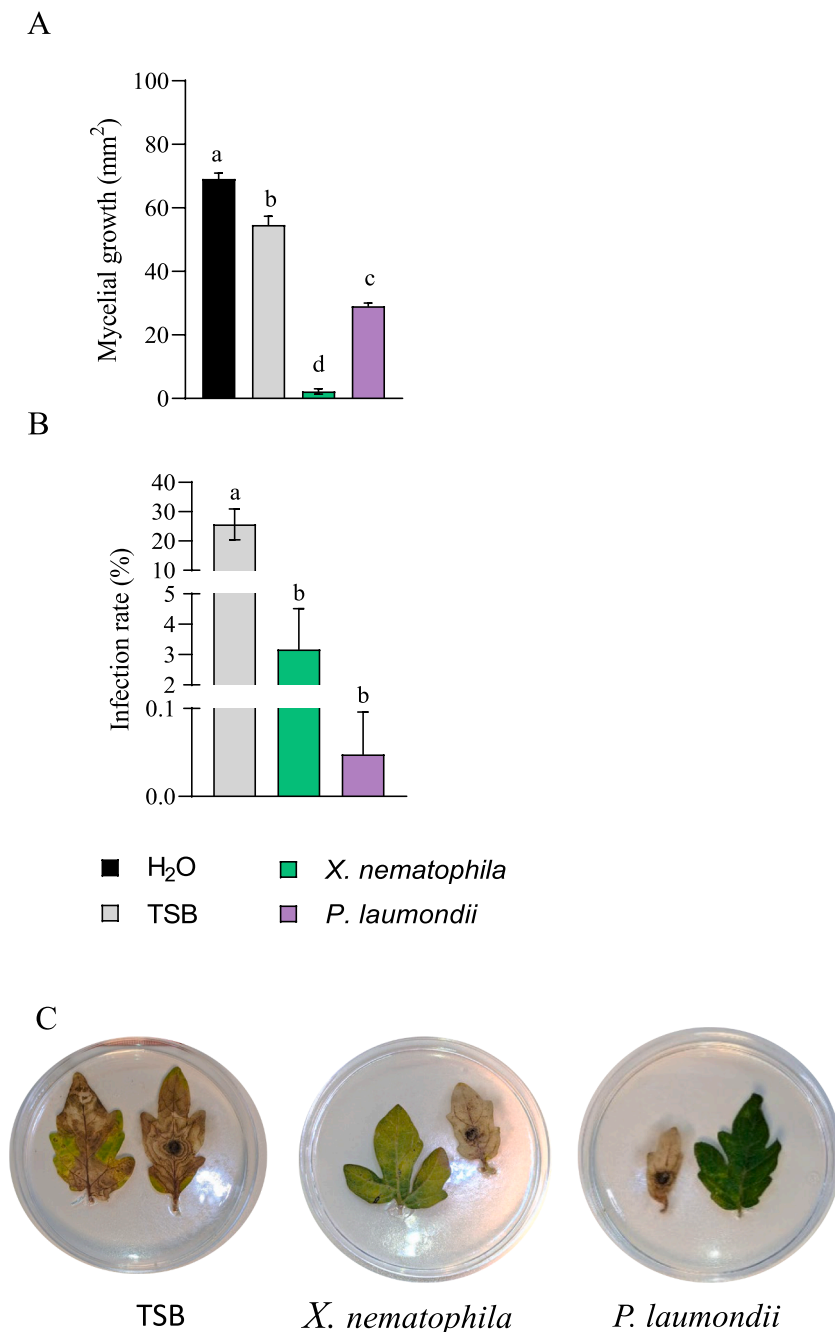 A
Mycelial growth (mm²)
100
80
60
40
20
0
a
b
d
c
B
Infection rate (%)
40
30
20
10
5
4
3
2
0.1
0.0
a
b
b
H₂O
X. nematophila
TSB
P. laumondii
C
TSB
X. nematophila
P. laumondii